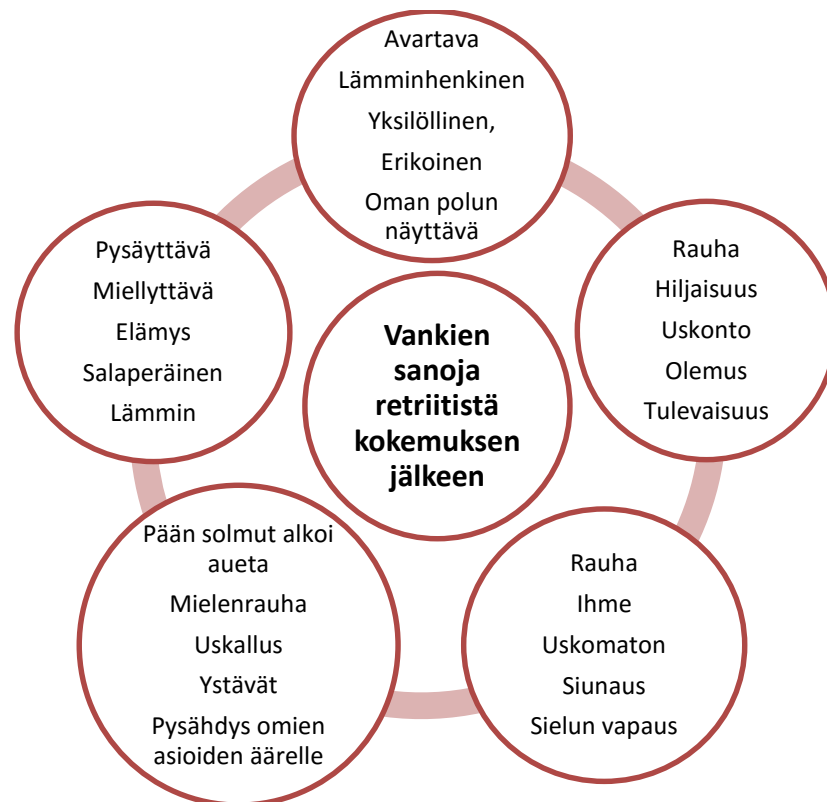 Avartava
Lämminhenkinen
Yksilöllinen,
Erikoinen
Oman polun
näyttävä
Rauha
Hiljaisuus
Uskonto
Olemus
Tulevaisuus
Rauha
Ihme
Uskomaton
Siunaus
Sielun vapaus
Pään solmut alkoi
aueta
Mielenrauha
Uskallus
Ystävät
Pysähdys omien
asioiden äärelle
Pysäyttävä
Miellyttävä
Elämys
Salaperäinen
Lämmin
Vankien
sanoja
retriitistä
kokemuksen
jälkeen